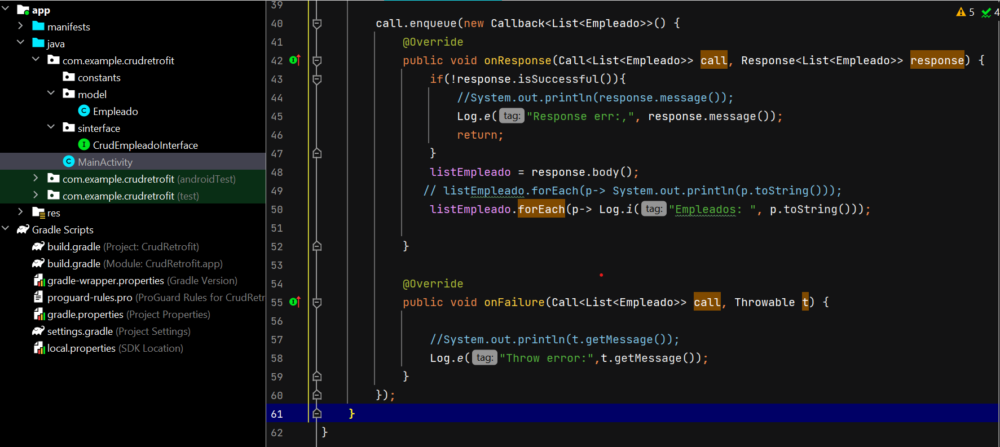 app
manifests
java
com.example.crudretrofit
constants
model
Empleado
sinterface
CrudEmpleadoInterface
MainActivity
com.example.crudretrofit (androidTest)
com.example.crudretrofit (test)
res
Gradle Scripts
build.gradle (Project: CrudRetrofit)
build.gradle (Module: CrudRetrofit.app)
gradle-wrapper.properties (Gradle Version)
proguard-rules.pro (ProGuard Rules for CrudRetr
gradle.properties (Project Properties)
settings.gradle (Project Settings)
local.properties (SDK Location)
5 4
39
40 call.enqueue(new Callback<List<Empleado>>() {
41 @Override
42 public void onResponse(Call<List<Empleado>> call, Response<List<Empleado>> response) {
43 if(!response.isSuccessful()){
44 //System.out.println(response.message());
45 Log.e( tag: "Response err:,", response.message());
46 return;
47 }
48 listEmpleado = response.body();
49 // listEmpleado.forEach(p-> System.out.println(p.toString()));
50 listEmpleado.forEach(p-> Log.i( tag: "Empleados: ", p.toString()));
51
52 }
53
54 @Override
55 public void onFailure(Call<List<Empleado>> call, Throwable t) {
56
57 //System.out.println(t.getMessage());
58 Log.e( tag: "Throw error:",t.getMessage());
59 }
60 });
61 }
62 }